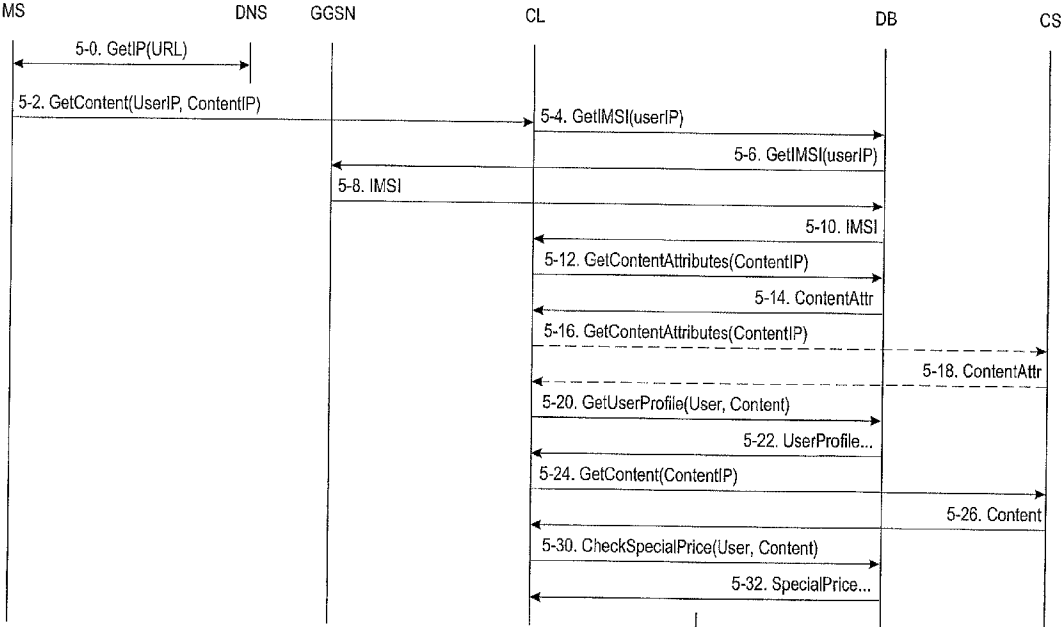 MS DNS GGSN CL DB CS
5-0. GetIP(URL)
5-2. GetContent(UserIP, ContentIP)
5-4. GetIMSI(userIP)
5-6. GetIMSI(userIP)
5-8. IMSI
5-10. IMSI
5-12. GetContentAttributes(ContentIP)
5-14. ContentAttr
5-16. GetContentAttributes(ContentIP)
5-18. ContentAttr
5-20. GetUserProfile(User, Content)
5-22. UserProfile...
5-24. GetContent(ContentIP)
5-26. Content
5-30. CheckSpecialPrice(User, Content)
5-32. SpecialPrice...